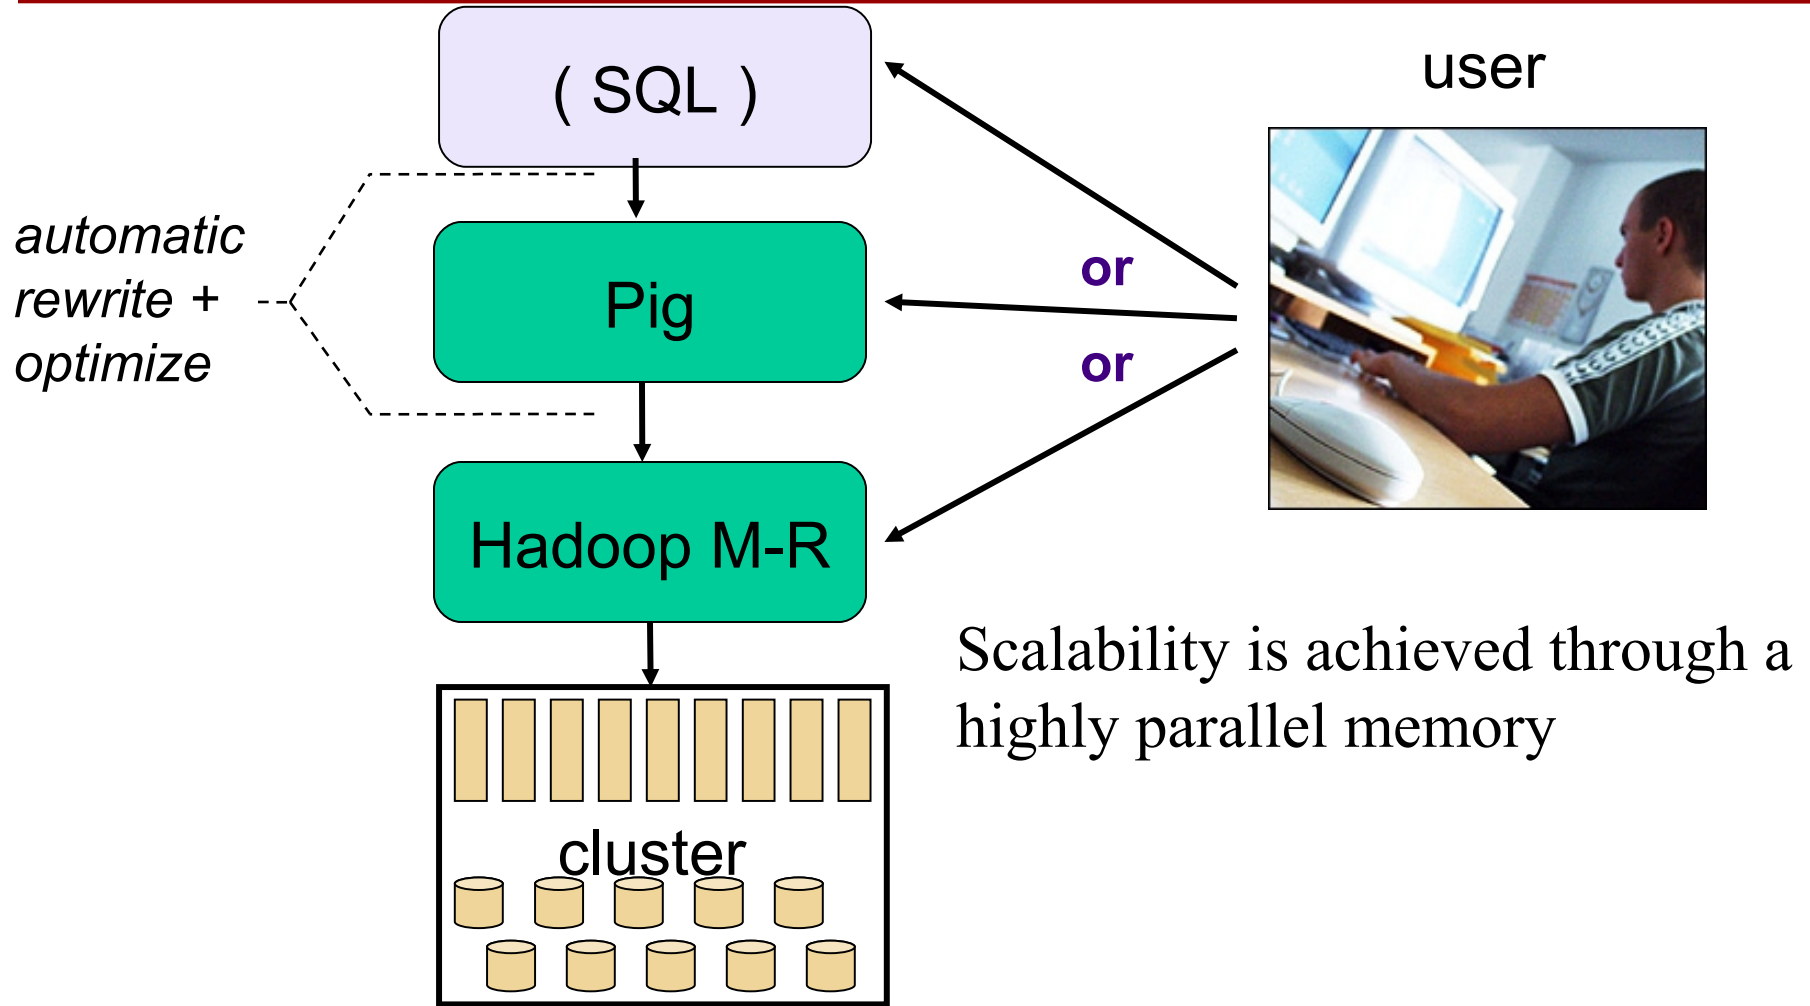 ( SQL )
user
automatic
rewrite +
optimize
Pig
or
or
Hadoop M-R
Scalability is achieved through a
highly parallel memory
cluster